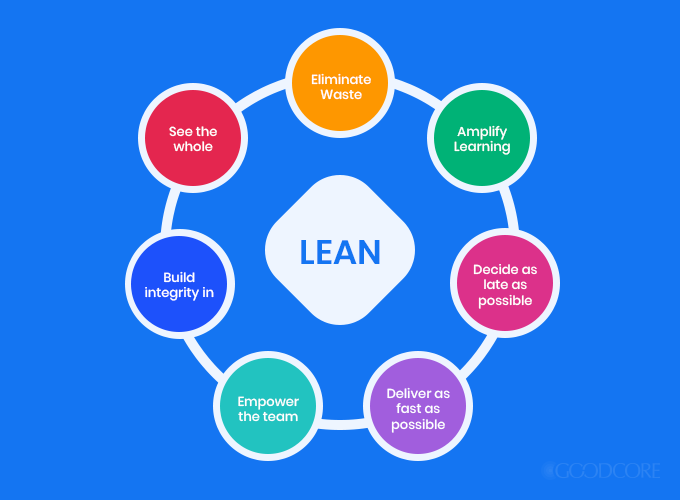 Eliminate
Waste
Amplify
Learning
Decide as
late as
possible
Deliver as
fast as
possible
Empower
the team
Build
integrity in
See the
whole
LEAN
GOODCORE